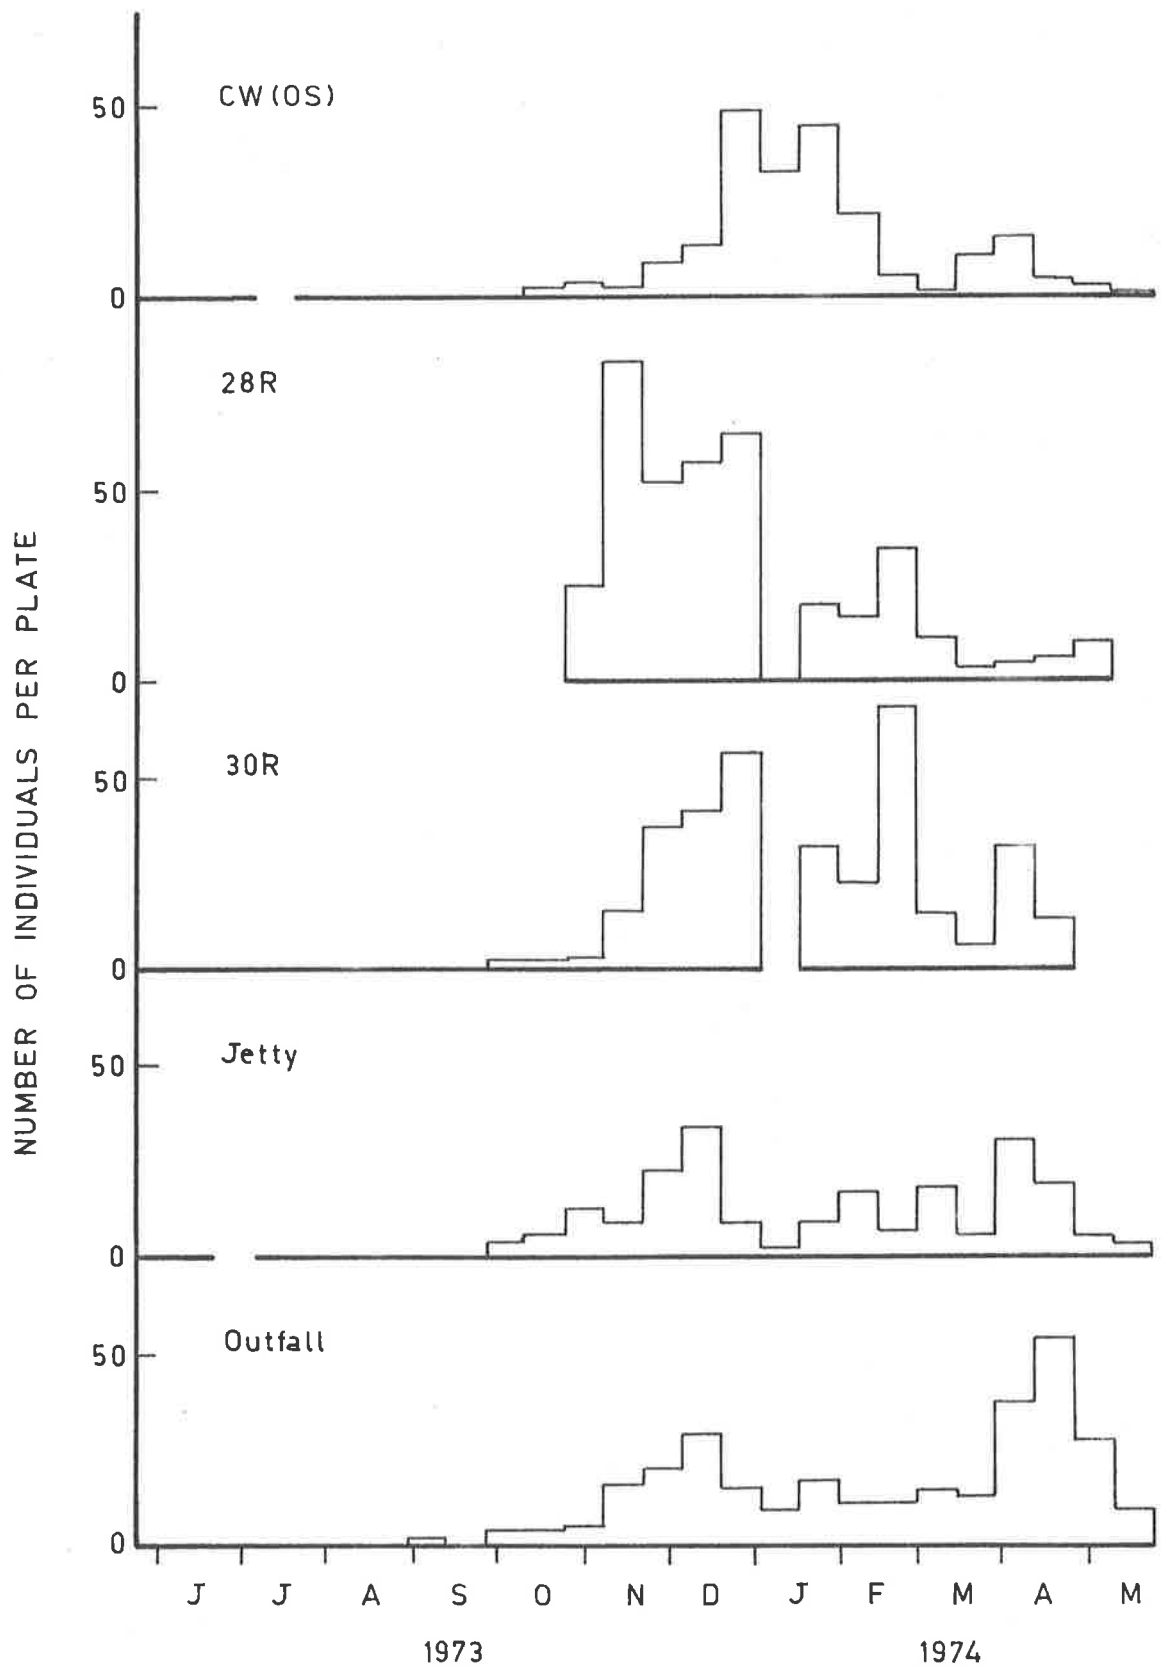 NUMBER OF INDIVIDUALS PER PLATE
CW(OS)
50
0
28R
50
0
30R
50
0
Jetty
50
0
Outfall
50
0
J J A S O N D J F M A M
1973 1974